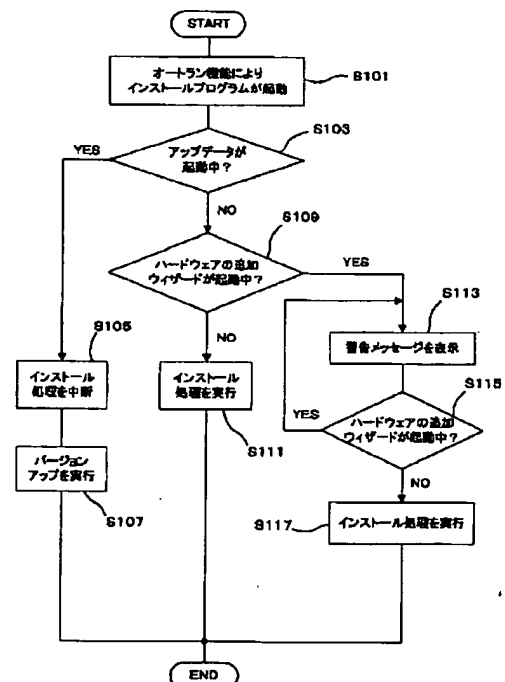 START
オートラン機能により
インストールプログラムが起動
S101
S103
アップデータが
起動中？
YES
NO
S109
ハードウェアの追加
ウィザードが起動中？
YES
S113
警告メッセージを表示
S105
インストール
処理を中断
NO
インストール
処理を実行
S111
S115
YES
ハードウェアの追加
ウィザードが起動中？
バージョン
アップを実行
S107
NO
S117
インストール処理を実行
END